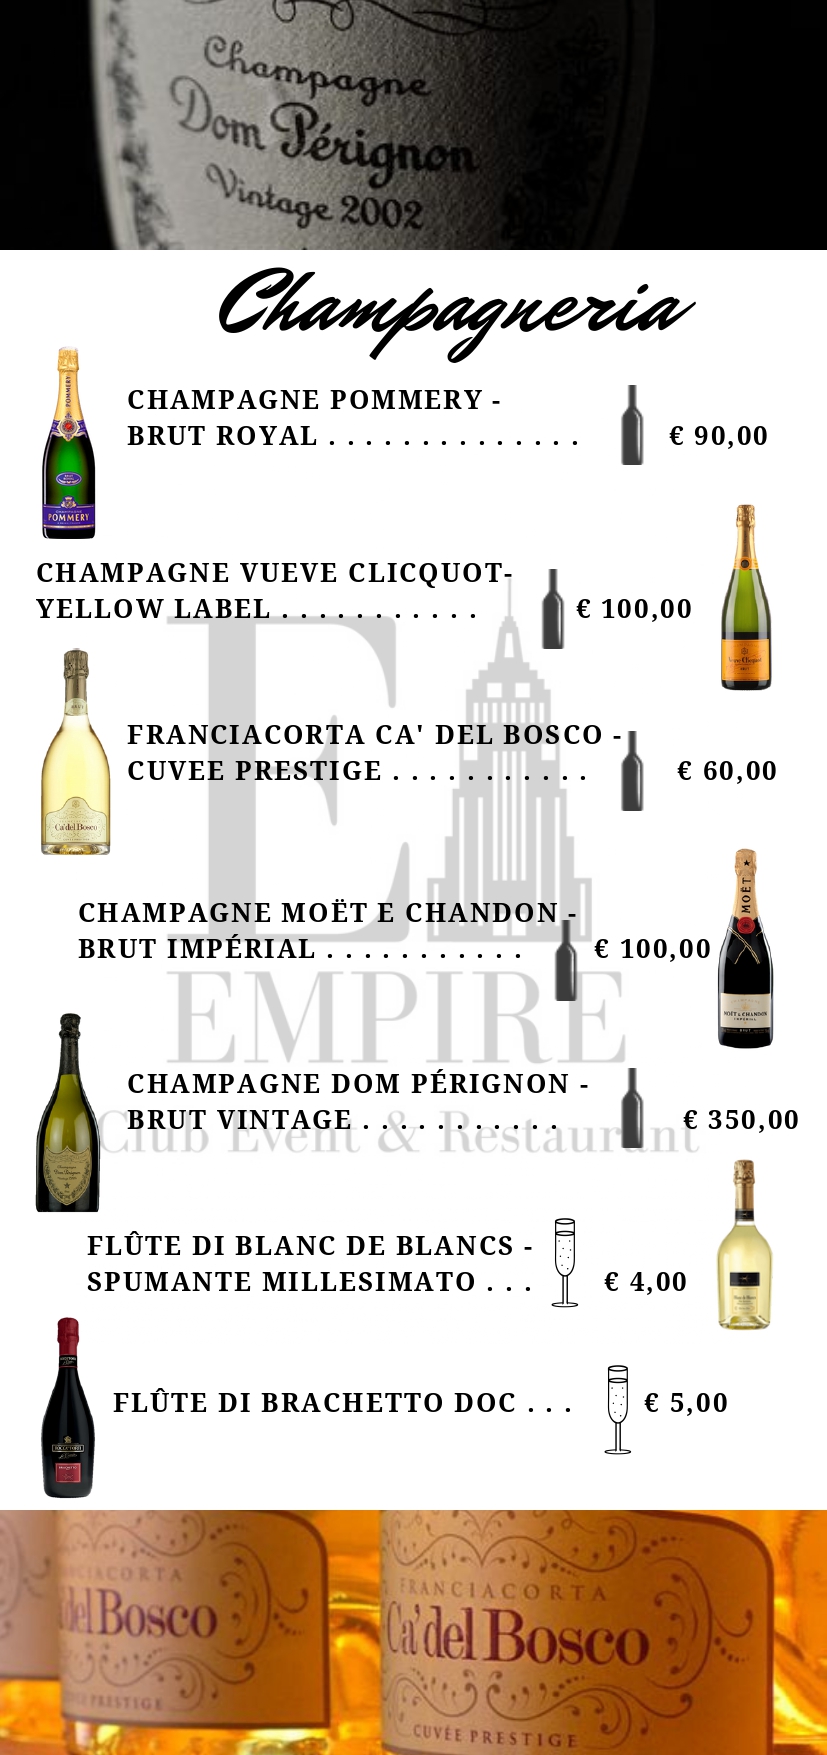 Champagne
Dom Pérignon
Vintage 2002
Champagneria
POMMERY
CHAMPAGNE POMMERY -
BRUT ROYAL . . . . . . . . . . . . . . € 90,00
POMMERY
CHAMPAGNE VUEVE CLICQUOT-
YELLOW LABEL . . . . . . . . . . . € 100,00
E
FRANCIACORTA CA' DEL BOSCO -
CUVEE PRESTIGE . . . . . . . . . . . € 60,00
Ca'del Bosco
MOËT
CHAMPAGNE MOËT E CHANDON -
BRUT IMPÉRIAL . . . . . . . . . . . € 100,00
MOËT & CHANDON
IMPÉRIAL
EMPIRE
CHAMPAGNE DOM PÉRIGNON -
BRUT VINTAGE . . . . . . . . . . . € 350,00
Club Event & Restaurant
FLÛTE DI BLANC DE BLANCS -
SPUMANTE MILLESIMATO . . . € 4,00
FLÛTE DI BRACHETTO DOC . . . € 5,00
FRANCIACORTA
del Bosco
PRESTIGE
FRANCIACORTA
Ca'del Bosco
CUVÉE PRESTIGE